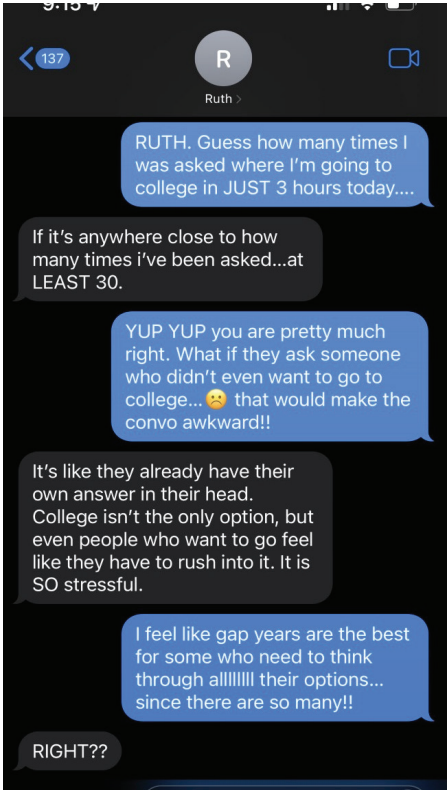 9:15
137
R
Ruth
RUTH. Guess how many times I
was asked where I'm going to
college in JUST 3 hours today....
If it's anywhere close to how
many times i've been asked...at
LEAST 30.
YUP YUP you are pretty much
right. What if they ask someone
who didn't even want to go to
college...☹️ that would make the
convo awkward!!
It's like they already have their
own answer in their head.
College isn't the only option, but
even people who want to go feel
like they have to rush into it. It is
SO stressful.
I feel like gap years are the best
for some who need to think
through allllllll their options...
since there are so many!!
RIGHT??